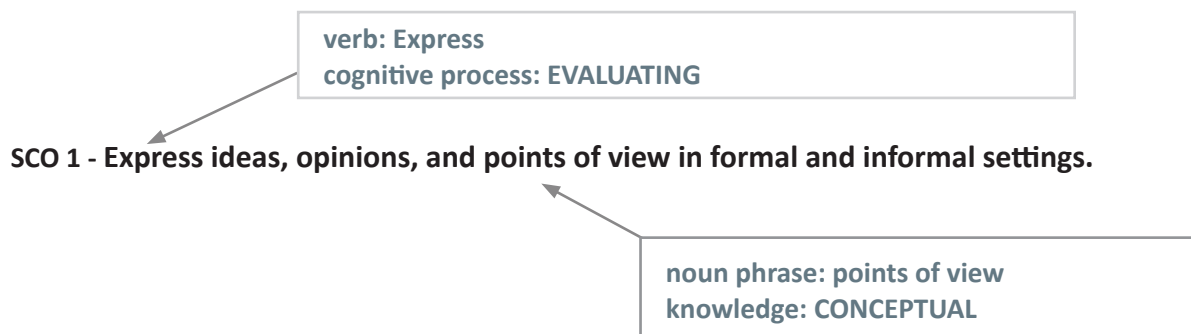 verb: Express
cognitive process: EVALUATING
SCO 1 - Express ideas, opinions, and points of view in formal and informal settings.
noun phrase: points of view
knowledge: CONCEPTUAL